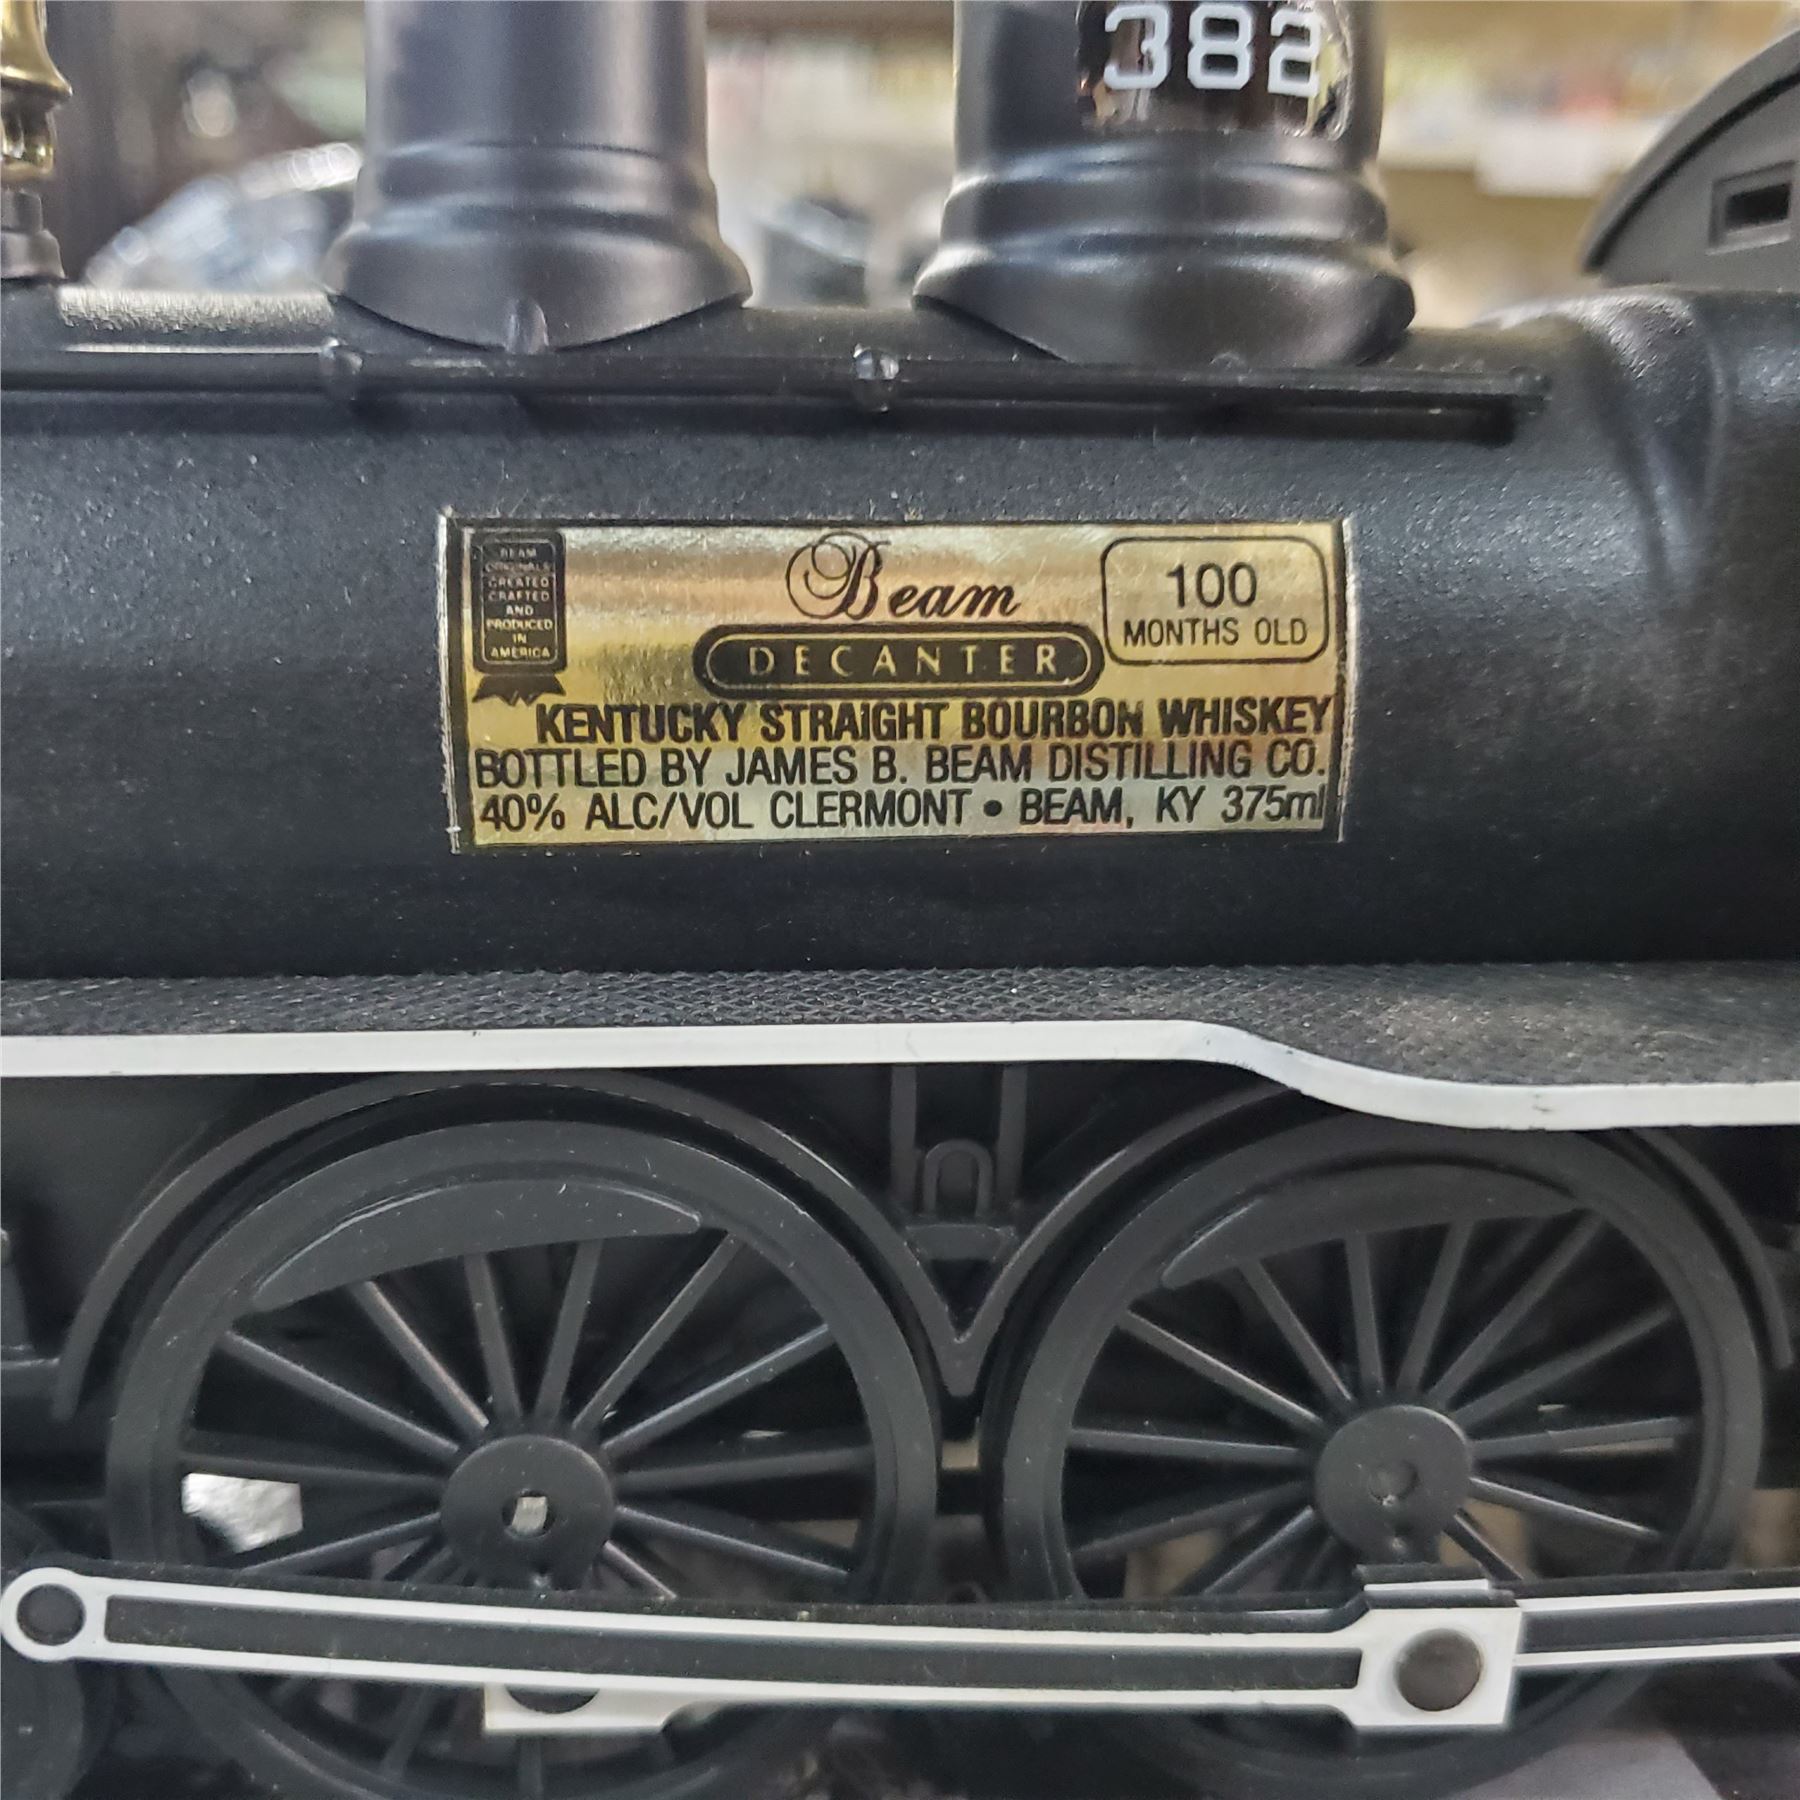 382
BEAM
ORIGINALS
CREATED
CRAFTED
AND
PRODUCED
IN
AMERICA
Beam
DECANTER
100
MONTHS OLD
KENTUCKY STRAIGHT BOURBON WHISKEY
BOTTLED BY JAMES B. BEAM DISTILLING CO.
40% ALC/VOL CLERMONT • BEAM, KY 375ml